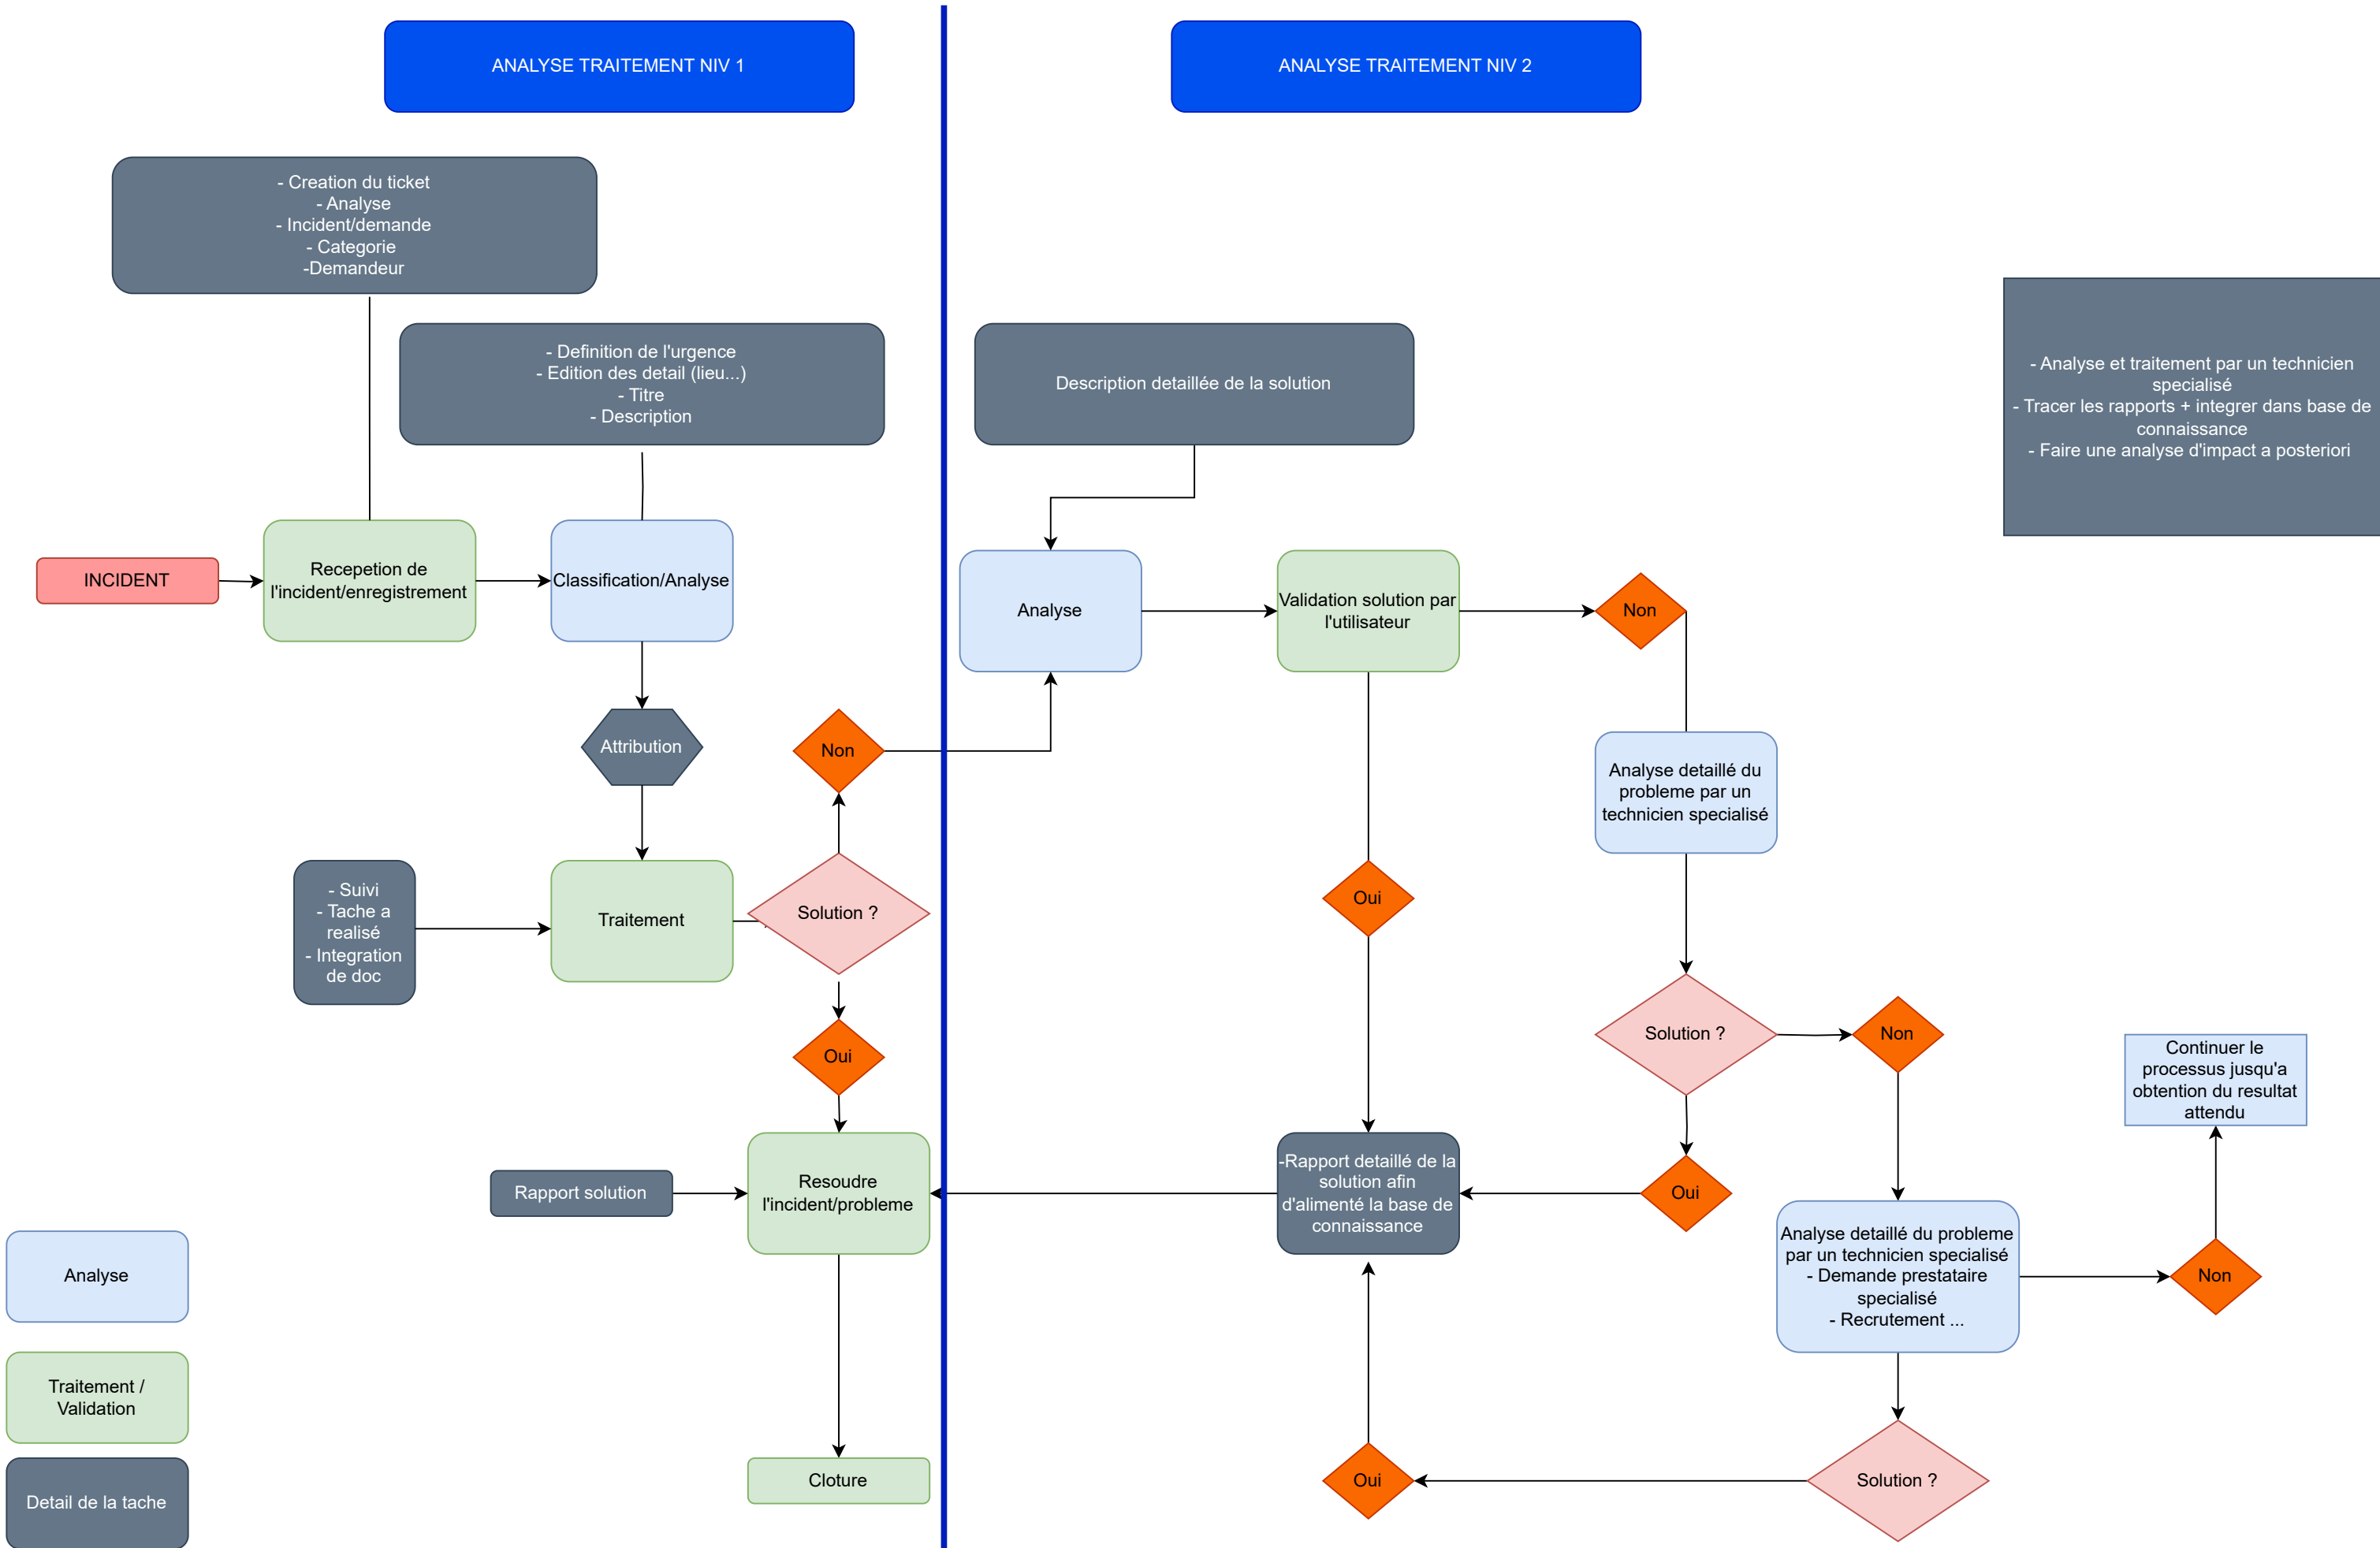 ANALYSE TRAITEMENT NIV 1
ANALYSE TRAITEMENT NIV 2
- Creation du ticket
- Analyse
- Incident/demande
- Categorie
-Demandeur
- Definition de l'urgence
- Edition des detail (lieu...)
- Titre
- Description
Description detaillée de la solution
- Analyse et traitement par un technicien
specialisé
- Tracer les rapports + integrer dans base de
connaissance
- Faire une analyse d'impact a posteriori
INCIDENT
Recepetion de
l'incident/enregistrement
Classification/Analyse
Analyse
Validation solution par
l'utilisateur
Non
Attribution
Non
Analyse detaillé du
probleme par un
technicien specialisé
- Suivi
- Tache a
realisé
- Integration
de doc
Traitement
Solution ?
Oui
Oui
Solution ?
Non
Continuer le
processus jusqu'a
obtention du resultat
attendu
Rapport solution
Resoudre
l'incident/probleme
-Rapport detaillé de la
solution afin
d'alimenté la base de
connaissance
Oui
Analyse detaillé du probleme
par un technicien specialisé
- Demande prestataire
specialisé
- Recrutement ...
Non
Analyse
Traitement /
Validation
Detail de la tache
Cloture
Oui
Solution ?